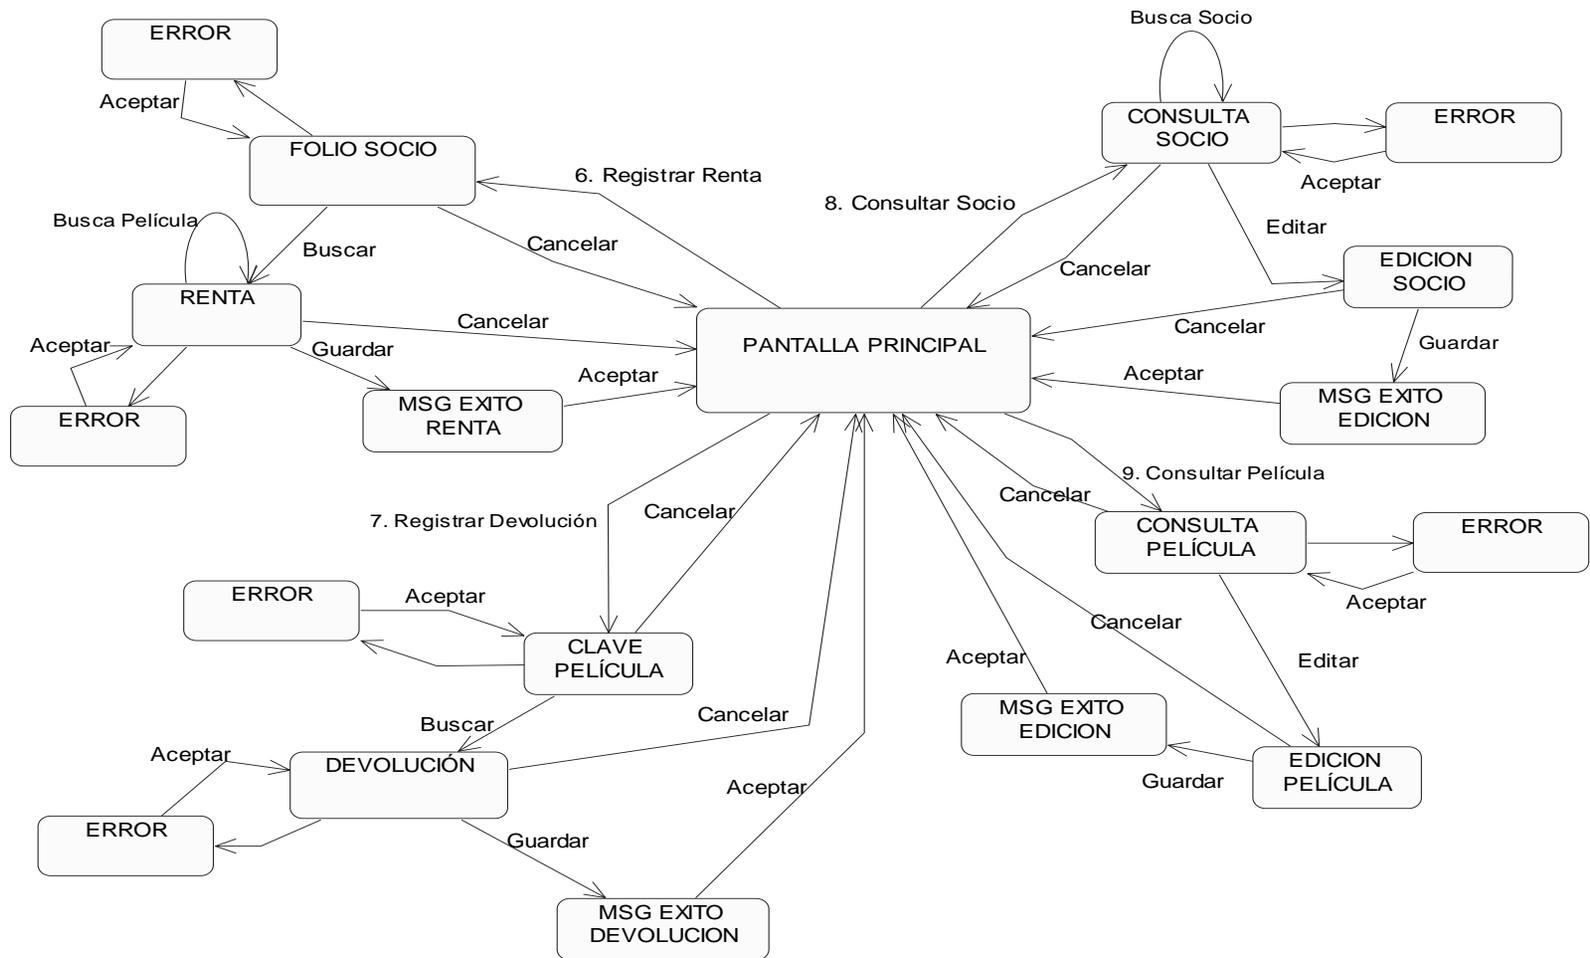 Busca Socio
ERROR
Aceptar
CONSULTA
SOCIO
ERROR
FOLIO SOCIO
6. Registrar Renta
Aceptar
8. Consultar Socio
Busca Película
Buscar
Cancelar
Editar
Cancelar
EDICION
SOCIO
RENTA
Cancelar
Cancelar
Aceptar
Guardar
PANTALLA PRINCIPAL
Guardar
Aceptar
Aceptar
MSG EXITO
RENTA
MSG EXITO
EDICION
ERROR
9. Consultar Película
Cancelar
7. Registrar Devolución
Cancelar
CONSULTA
PELÍCULA
ERROR
ERROR
Aceptar
Aceptar
Cancelar
CLAVE
PELÍCULA
Aceptar
Editar
MSG EXITO
EDICION
Cancelar
Buscar
Aceptar
DEVOLUCIÓN
EDICION
PELÍCULA
Guardar
Aceptar
ERROR
Guardar
MSG EXITO
DEVOLUCION